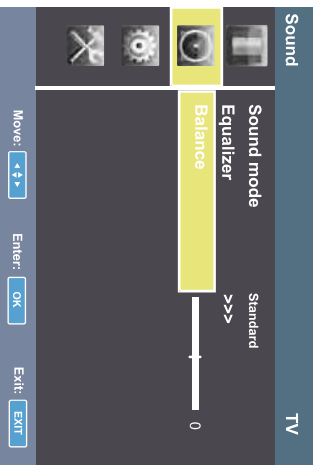 Sound TV
Sound mode Standard
Equalizer >>>
Balance 0
Move: Enter: OK Exit: EXIT